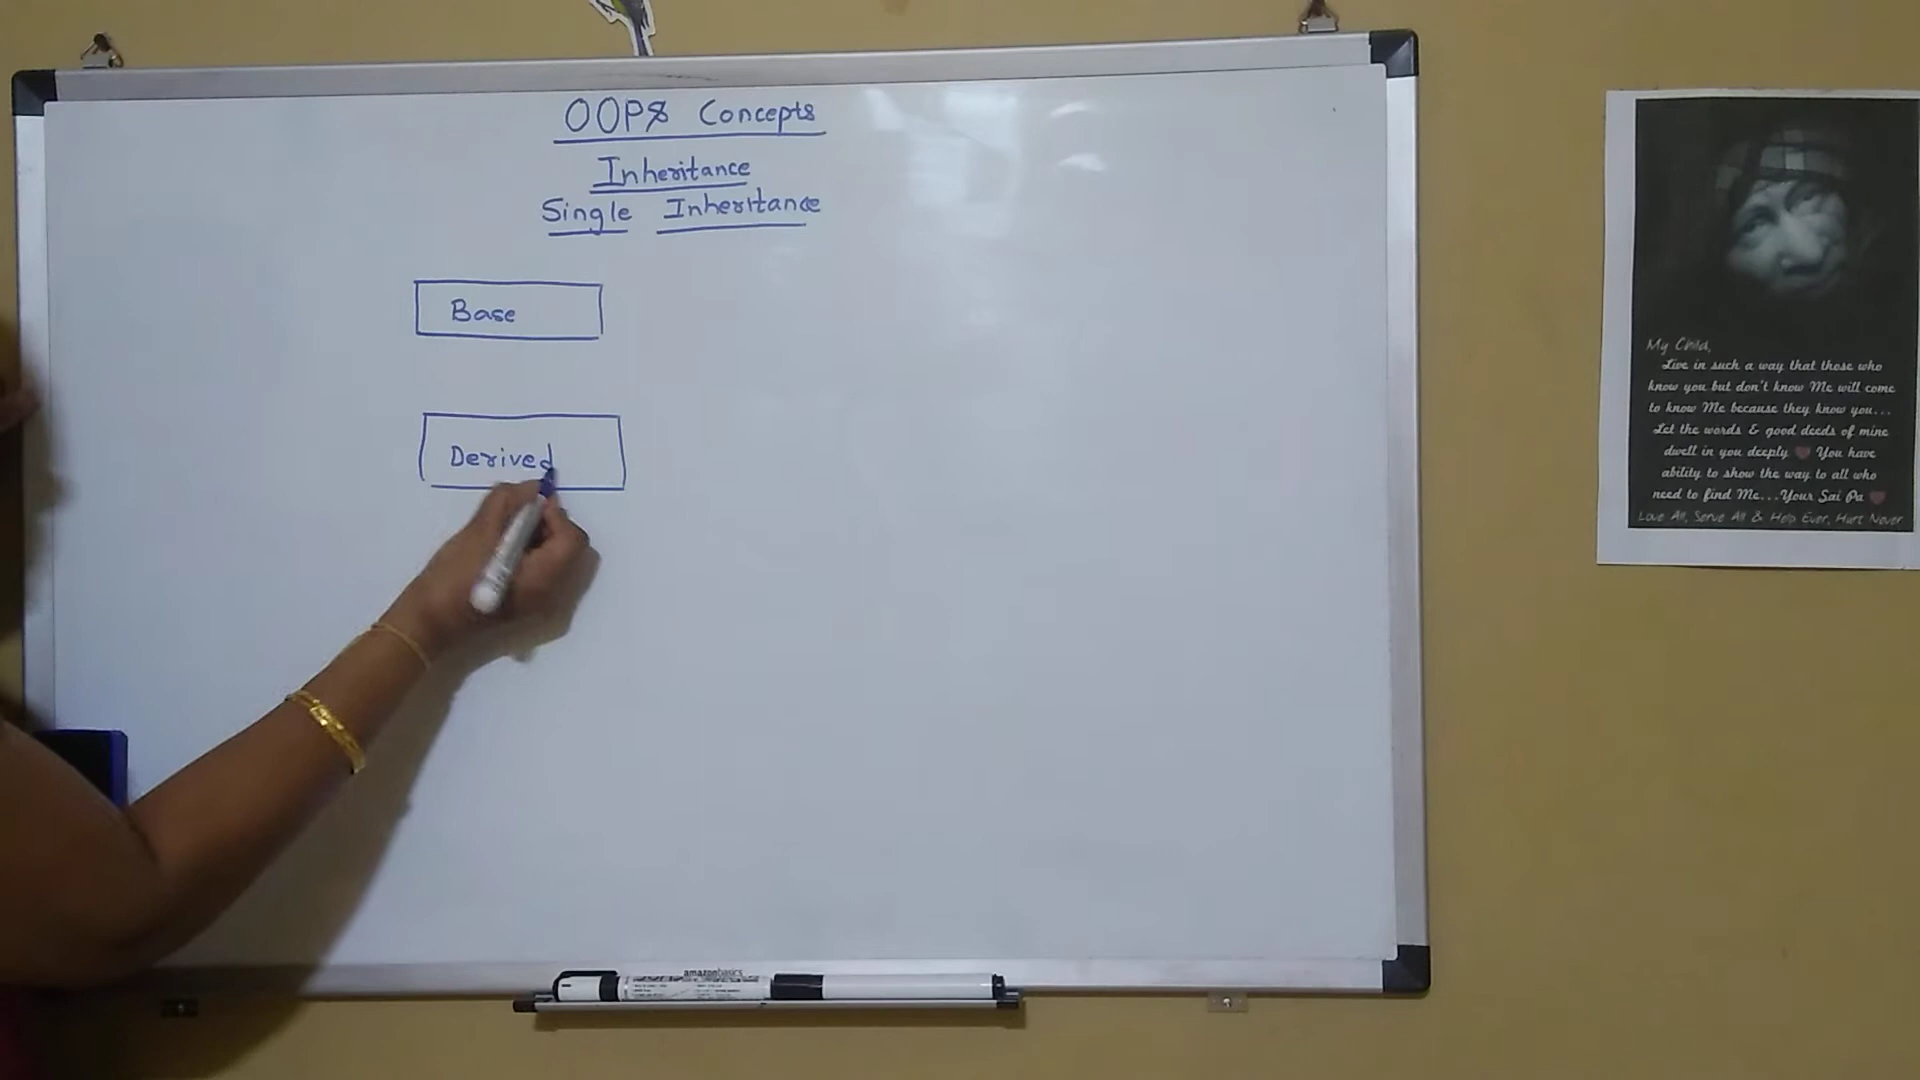 OOPS Concepts
Inheritance
Single Inheritance
Base
Derived
amazonbasics
My Child,
Live in such a way that those who
know you but don't know Me will come
to know Me because they know you...
Let the words & good deeds of mine
dwell in you deeply ❤ You have
ability to show the way to all who
need to find Me...Your Sai Pa ❤
Love All, Serve All & Help Ever, Hurt Never